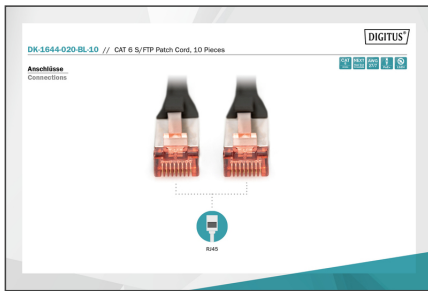 DIGITUS®
DK-1644-020-BL-10 // CAT 6 S/FTP Patch Cord, 10 Pieces
Anschlüsse
Connections
RJ45